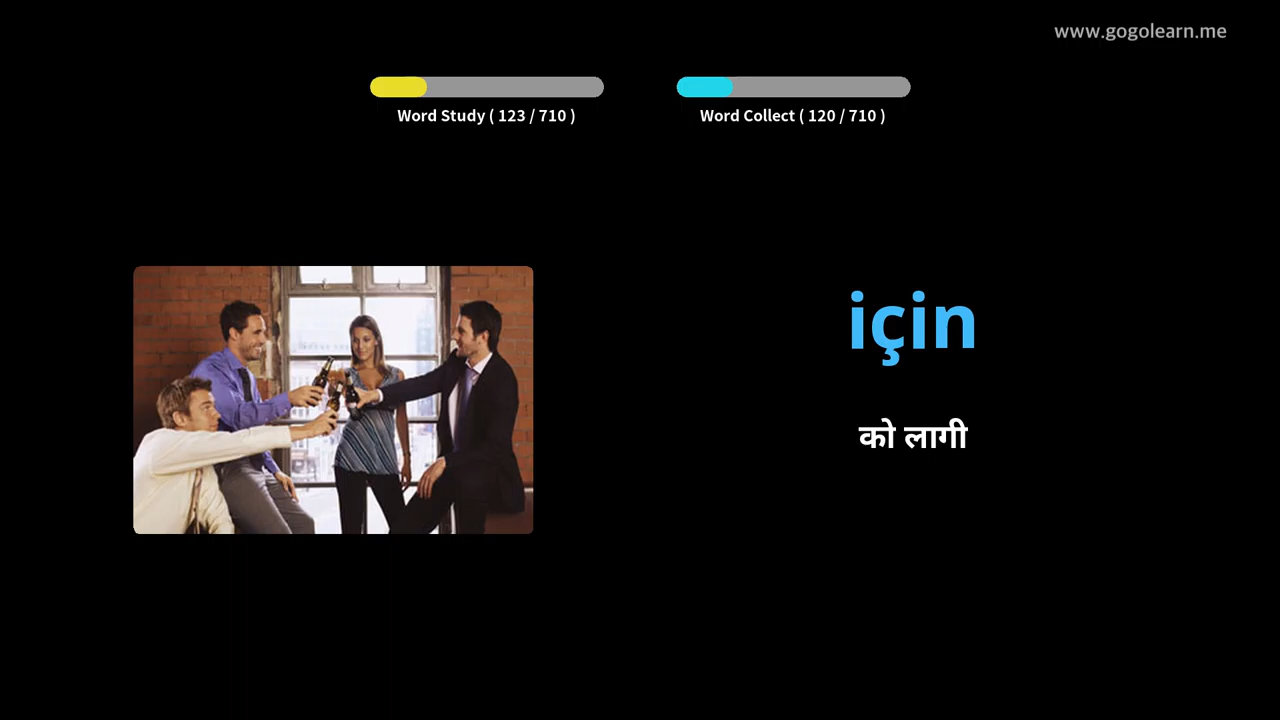 www.gogolearn.me
Word Study ( 123 / 710 )
Word Collect ( 120 / 710 )
için
को लागी